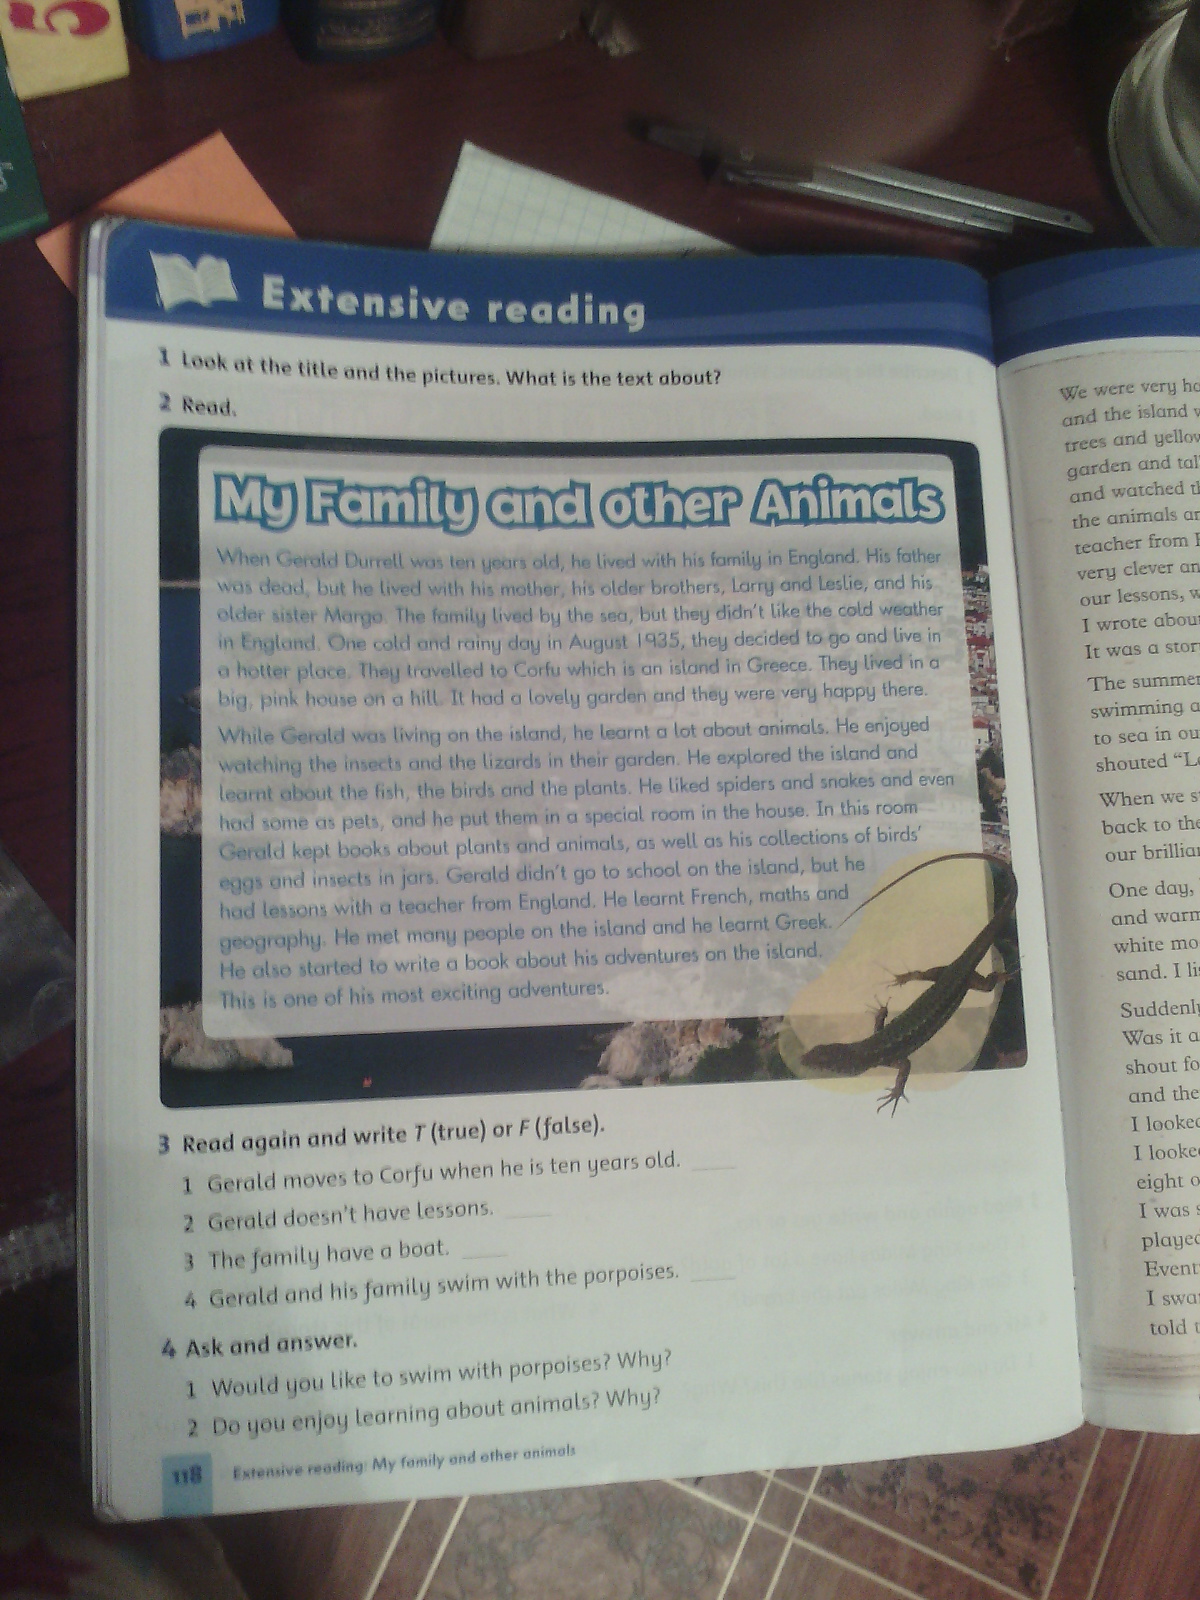 Extensive reading
1 Look at the title and the pictures. What is the text about?
2 Read.
My Family and other Animals
When Gerald Durrell was ten years old, he lived with his family in England. His father
was dead, but he lived with his mother, his older brothers, Larry and Leslie, and his
older sister Margo. The family lived by the sea, but they didn't like the cold weather
in England. One cold and rainy day in August 1935, they decided to go and live in
a hotter place. They travelled to Corfu which is an island in Greece. They lived in a
big, pink house on a hill. It had a lovely garden and they were very happy there.
While Gerald was living on the island, he learnt a lot about animals. He enjoyed
watching the insects and the lizards in their garden. He explored the island and
learnt about the fish, the birds and the plants. He liked spiders and snakes and even
had some as pets, and he put them in a special room in the house. In this room
Gerald kept books about plants and animals, as well as his collections of birds'
eggs and insects in jars. Gerald didn't go to school on the island, but he
had lessons with a teacher from England. He learnt French, maths and
geography. He met many people on the island and he learnt Greek.
He also started to write a book about his adventures on the island.
This is one of his most exciting adventures.
3 Read again and write T (true) or F (false).
1 Gerald moves to Corfu when he is ten years old.
2 Gerald doesn't have lessons.
3 The family have a boat.
4 Gerald and his family swim with the porpoises.
4 Ask and answer.
1 Would you like to swim with porpoises? Why?
2 Do you enjoy learning about animals? Why?
118 Extensive reading: My family and other animals
We were very
and the island
trees and yellow
garden and
and watched
the animals
teacher from
very clever
our lessons,
I wrote about
It was a
The summer
swimming
to sea in
shouted
When we
back to the
our
One day,
and warm
white
sand. I
Suddenly
Was it a
shout
and the
I looked
I looked
eight
I was
played
I
told